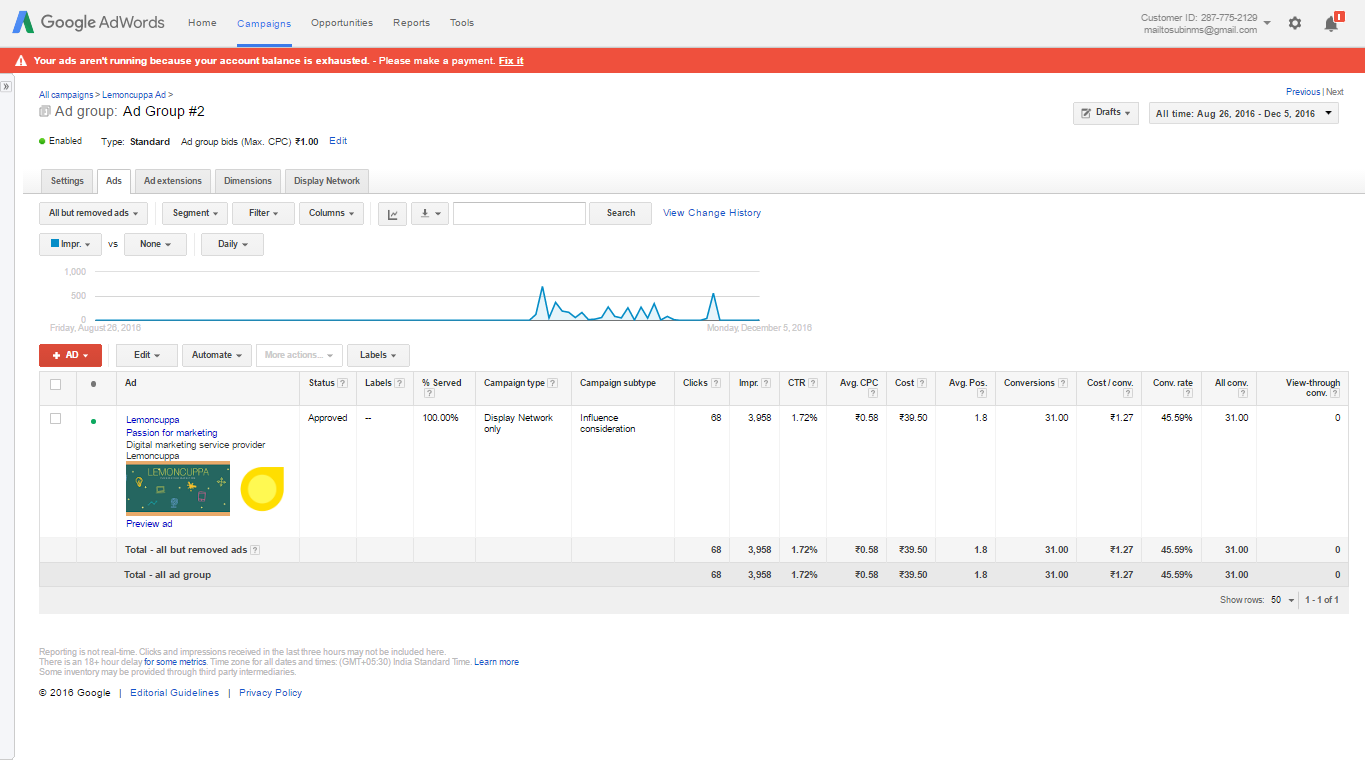 Google AdWords
Home Campaigns Opportunities Reports Tools
Customer ID: 287-775-2129
mailtosubinms@gmail.com
Your ads aren't running because your account balance is exhausted. - Please make a payment. Fix it
All campaigns > Lemoncuppa Ad >
Previous | Next
Ad group: Ad Group #2
Drafts
All time: Aug 26, 2016 - Dec 5, 2016
Enabled Type: Standard Ad group bids (Max. CPC) ₹1.00 Edit
Settings Ads Ad extensions Dimensions Display Network
All but removed ads Segment Filter Columns Search View Change History
Impr. vs None Daily
1,000
500
0
Friday, August 26, 2016 Monday, December 5, 2016
+ AD Edit Automate More actions... Labels
Ad Status ? Labels ? % Served ? Campaign type ? Campaign subtype Clicks ? Impr. ? CTR ? Avg. CPC ? Cost ? Avg. Pos. ? Conversions ? Cost / conv. ? Conv. rate ? All conv. ? View-through conv. ?
Lemoncuppa Approved -- 100.00% Display Network only Influence consideration 68 3,958 1.72% ₹0.58 ₹39.50 1.8 31.00 ₹1.27 45.59% 31.00 0
Passion for marketing
Digital marketing service provider
Lemoncuppa
LEMONCUPPA
Preview ad
Total - all but removed ads ? 68 3,958 1.72% ₹0.58 ₹39.50 1.8 31.00 ₹1.27 45.59% 31.00 0
Total - all ad group 68 3,958 1.72% ₹0.58 ₹39.50 1.8 31.00 ₹1.27 45.59% 31.00 0
Show rows: 50 1 - 1 of 1
Reporting is not real-time. Clicks and impressions received in the last three hours may not be included here.
There is an 18+ hour delay for some metrics. Time zone for all dates and times: (GMT+05:30) India Standard Time. Learn more
Some inventory may be provided through third party intermediaries.
© 2016 Google | Editorial Guidelines | Privacy Policy